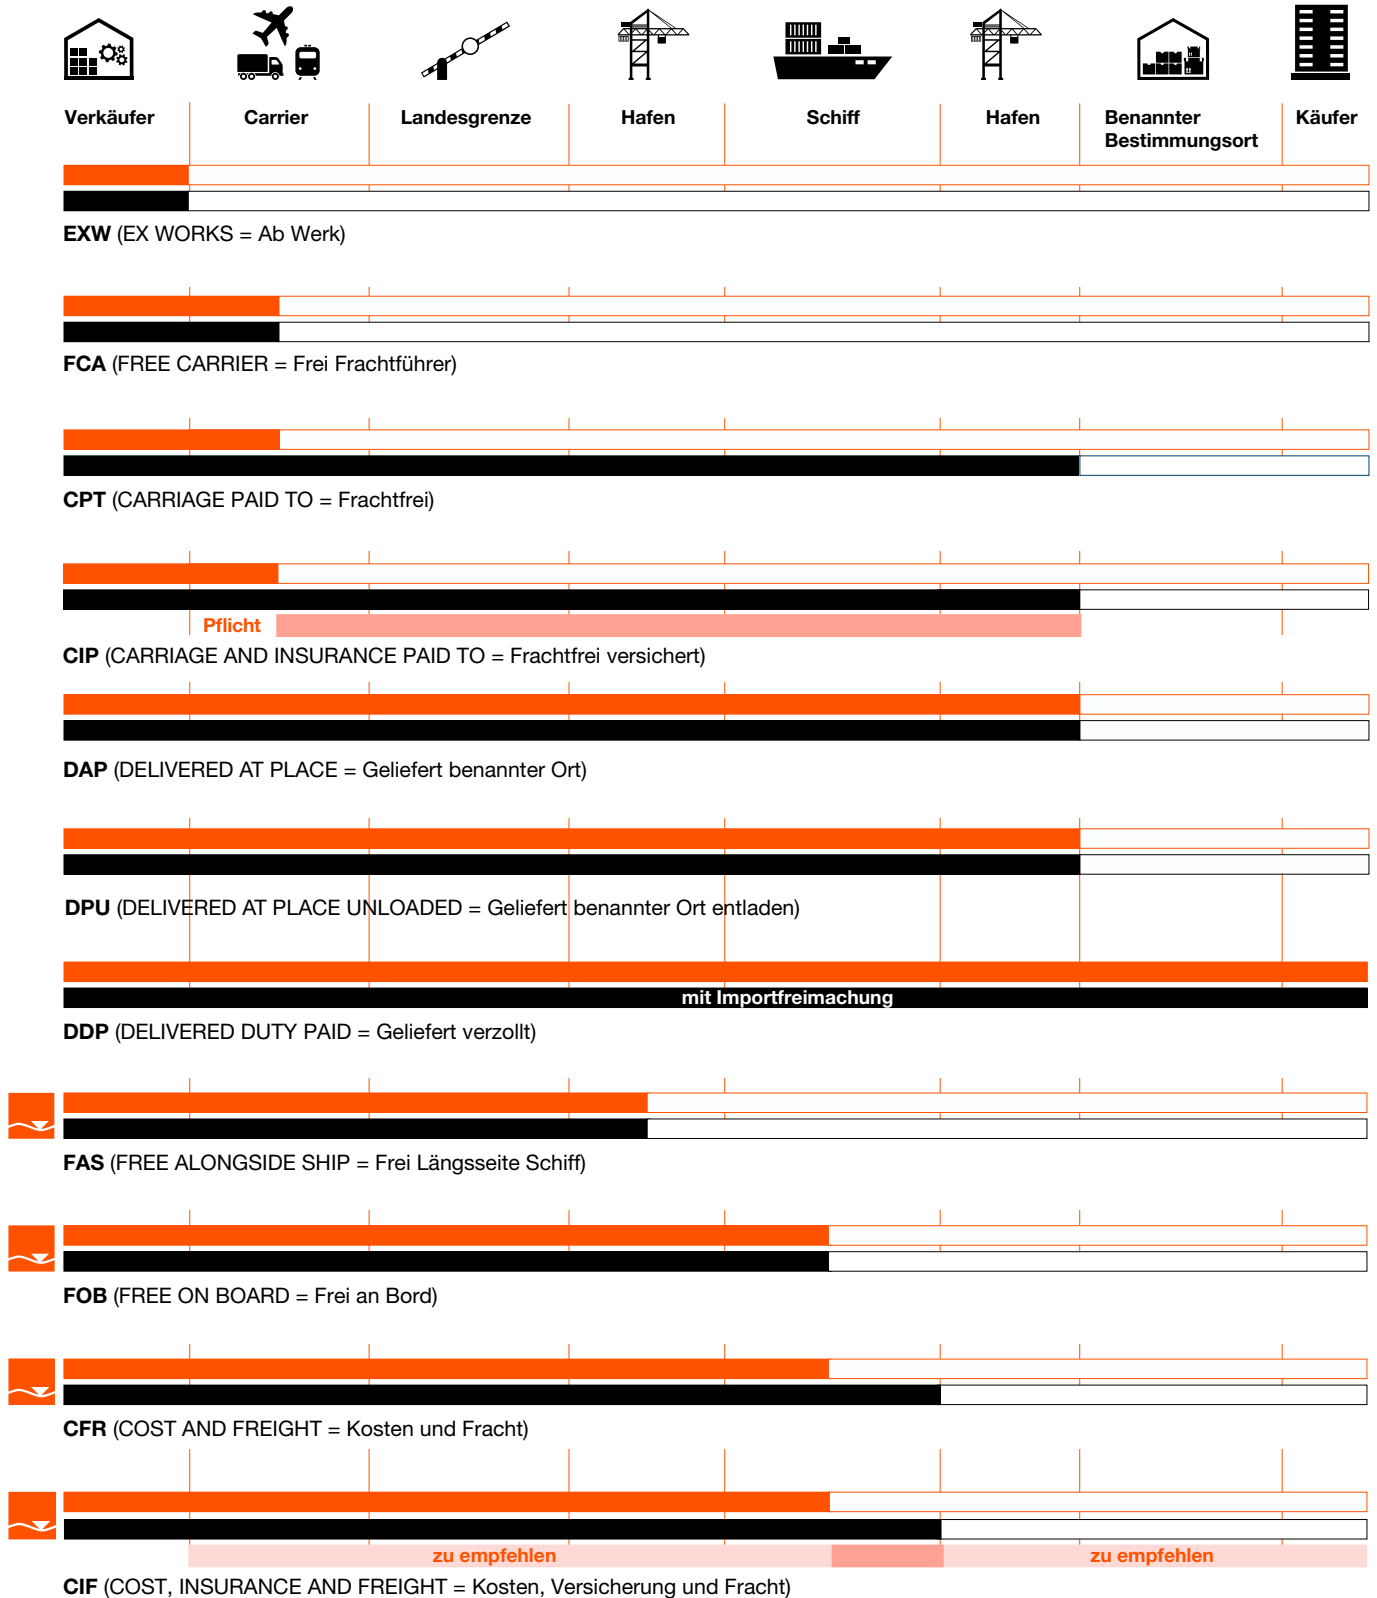 Verkäufer Carrier Landesgrenze Hafen Schiff Hafen Benannter Bestimmungsort Käufer
EXW (EX WORKS = Ab Werk)
FCA (FREE CARRIER = Frei Frachtführer)
CPT (CARRIAGE PAID TO = Frachtfrei)
Pflicht
CIP (CARRIAGE AND INSURANCE PAID TO = Frachtfrei versichert)
DAP (DELIVERED AT PLACE = Geliefert benannter Ort)
DPU (DELIVERED AT PLACE UNLOADED = Geliefert benannter Ort entladen)
mit Importfreimachung
DDP (DELIVERED DUTY PAID = Geliefert verzollt)
FAS (FREE ALONGSIDE SHIP = Frei Längsseite Schiff)
FOB (FREE ON BOARD = Frei an Bord)
CFR (COST AND FREIGHT = Kosten und Fracht)
zu empfehlen zu empfehlen
CIF (COST, INSURANCE AND FREIGHT = Kosten, Versicherung und Fracht)